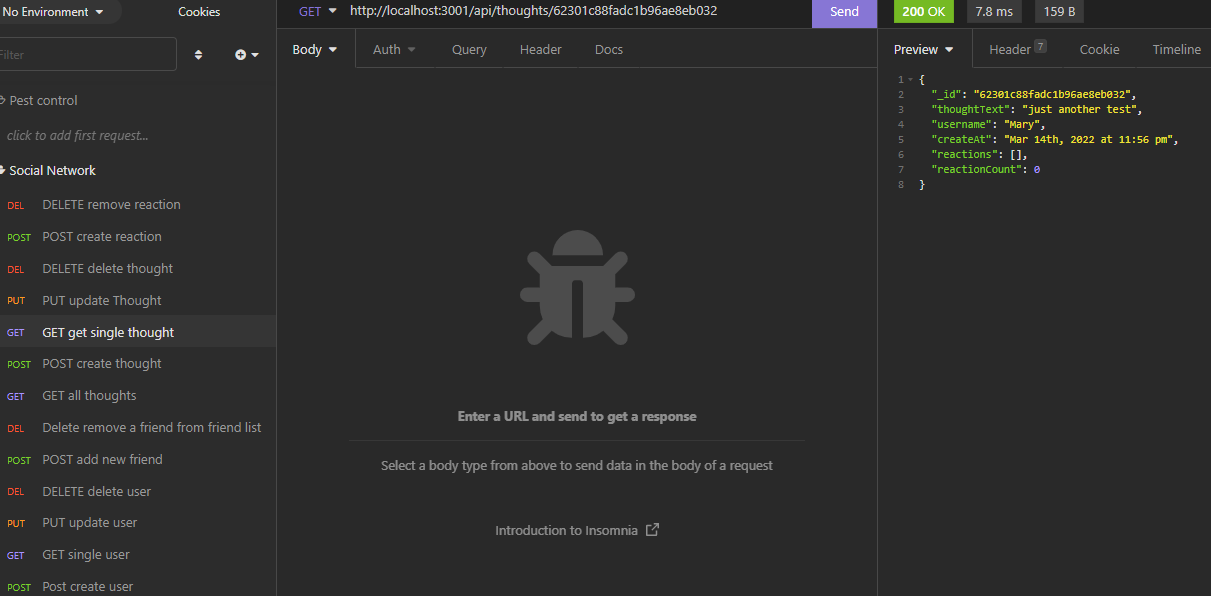 No Environment
Cookies
GET
http://localhost:3001/api/thoughts/62301c88fadc1b96ae8eb032
Send
200 OK
7.8 ms
159 B
Filter
Body
Auth
Query
Header
Docs
Preview
Header 7
Cookie
Timeline
Pest control
click to add first request...
Social Network
DEL DELETE remove reaction
POST POST create reaction
DEL DELETE delete thought
PUT PUT update Thought
GET GET get single thought
POST POST create thought
GET GET all thoughts
DEL Delete remove a friend from friend list
POST POST add new friend
DEL DELETE delete user
PUT PUT update user
GET GET single user
POST Post create user
Enter a URL and send to get a response
Select a body type from above to send data in the body of a request
Introduction to Insomnia
1 {
2 "_id": "62301c88fadc1b96ae8eb032",
3 "thoughtText": "just another test",
4 "username": "Mary",
5 "createAt": "Mar 14th, 2022 at 11:56 pm",
6 "reactions": [],
7 "reactionCount": 0
8 }